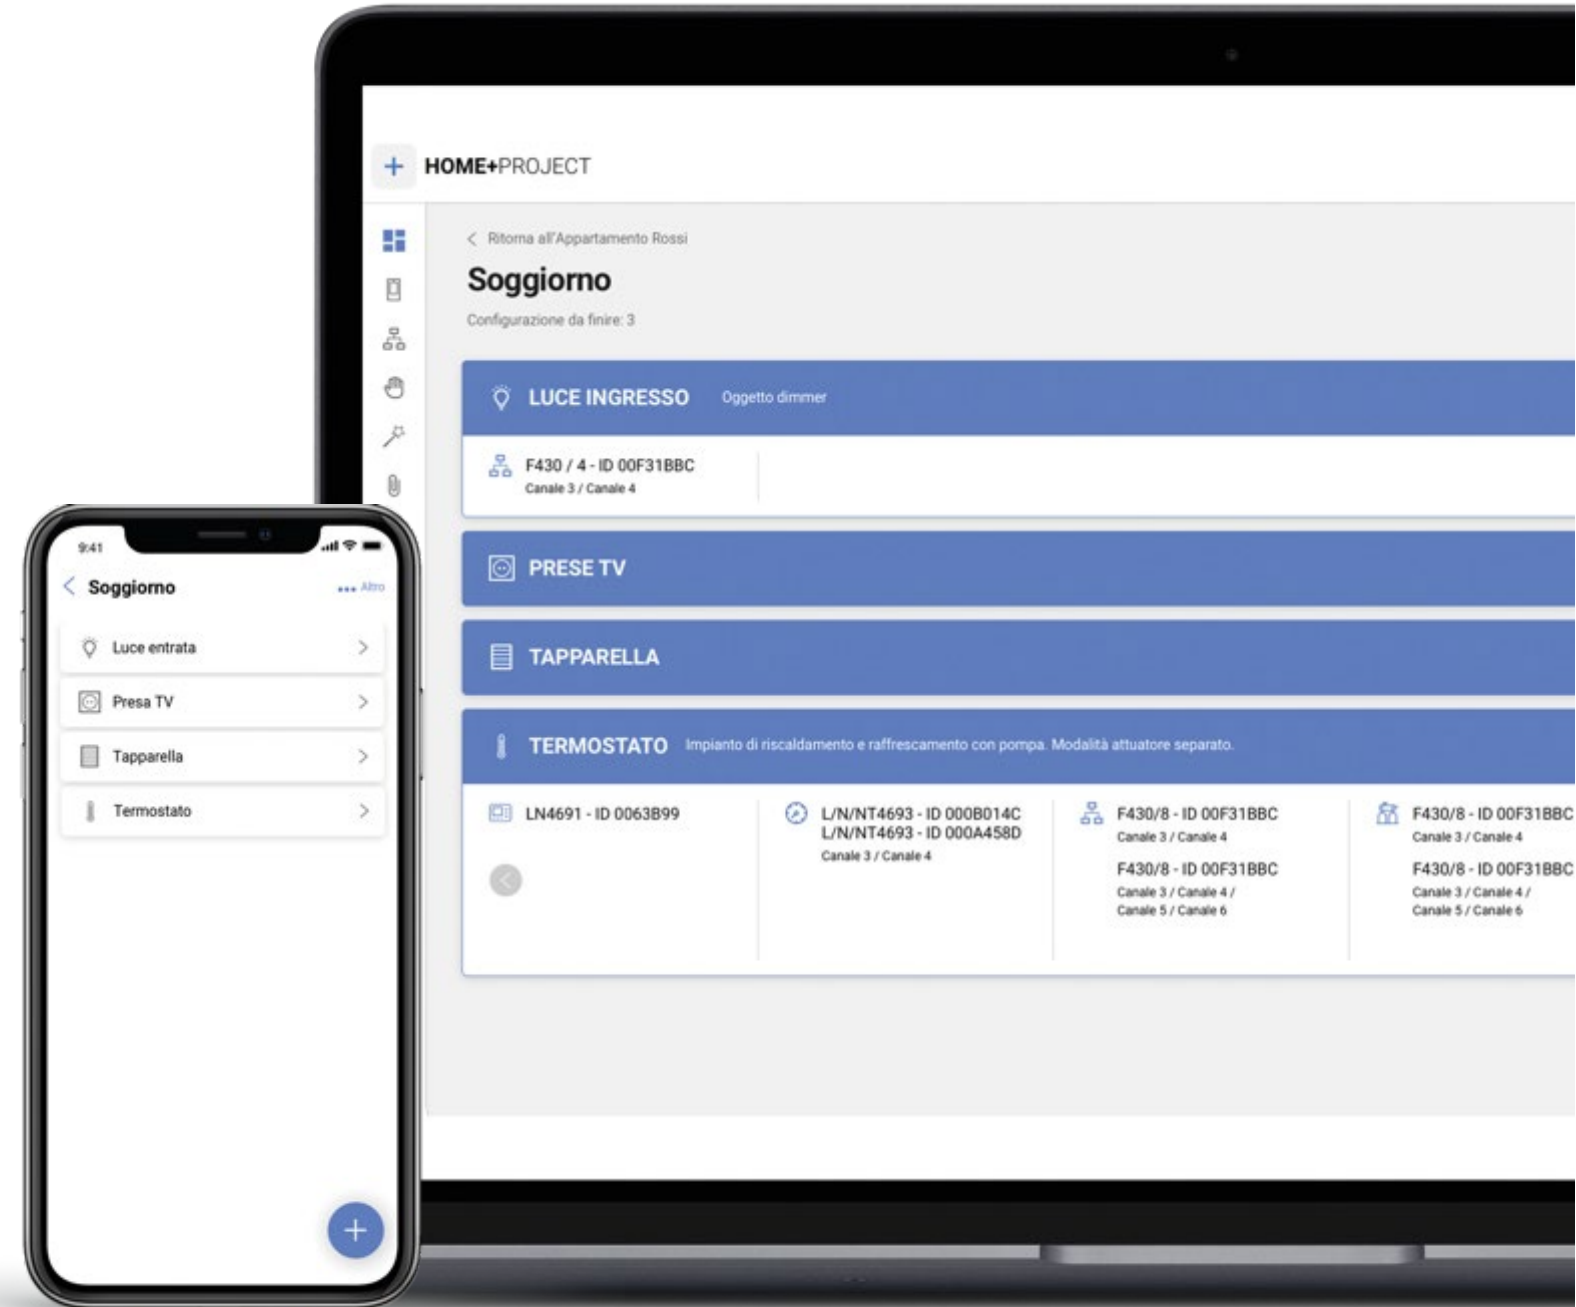 HOME+PROJECT
Ritorna all'Appartamento Rossi
Soggiorno
Configurazione da finire: 3
LUCE INGRESSO Oggetto dimmer
F430 / 4 - ID 00F31BBC
Canale 3 / Canale 4
PRESE TV
TAPPARELLA
TERMOSTATO Impianto di riscaldamento e raffrescamento con pompa. Modalità attuatore separato.
LN4691 - ID 0063B99
L/N/NT4693 - ID 000B014C
L/N/NT4693 - ID 000A458D
Canale 3 / Canale 4
F430/8 - ID 00F31BBC
Canale 3 / Canale 4
F430/8 - ID 00F31BBC
Canale 3 / Canale 4 /
Canale 5 / Canale 6
F430/8 - ID 00F31BBC
Canale 3 / Canale 4
F430/8 - ID 00F31BBC
Canale 3 / Canale 4 /
Canale 5 / Canale 6
9:41
Soggiorno
Altro
Luce entrata
Presa TV
Tapparella
Termostato